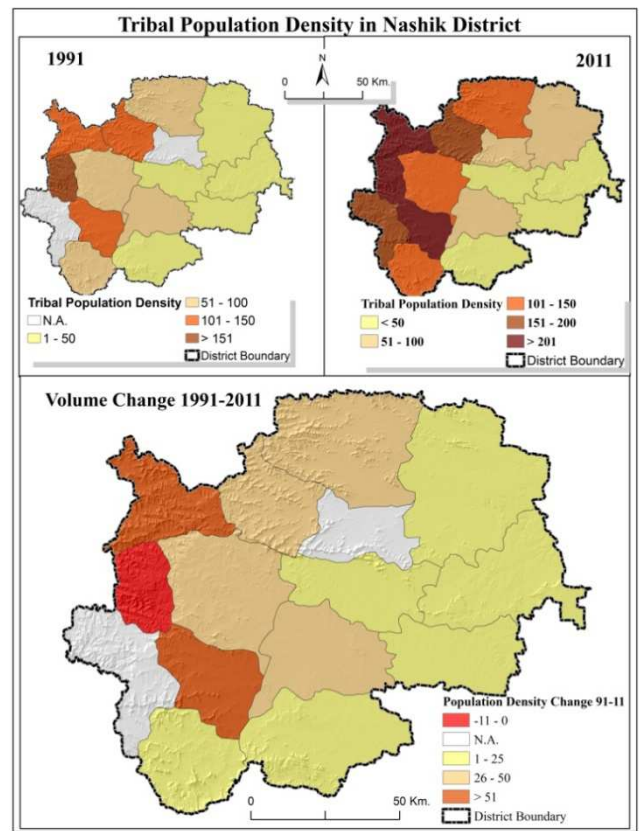 Tribal Population Density in Nashik District
1991
N
0 50 Km.
2011
Tribal Population Density
N.A.
1 - 50
51 - 100
101 - 150
> 151
District Boundary
Tribal Population Density
< 50
51 - 100
101 - 150
151 - 200
> 201
District Boundary
Volume Change 1991-2011
Population Density Change 91-11
-11 - 0
N.A.
1 - 25
26 - 50
> 51
District Boundary
0 50 Km.